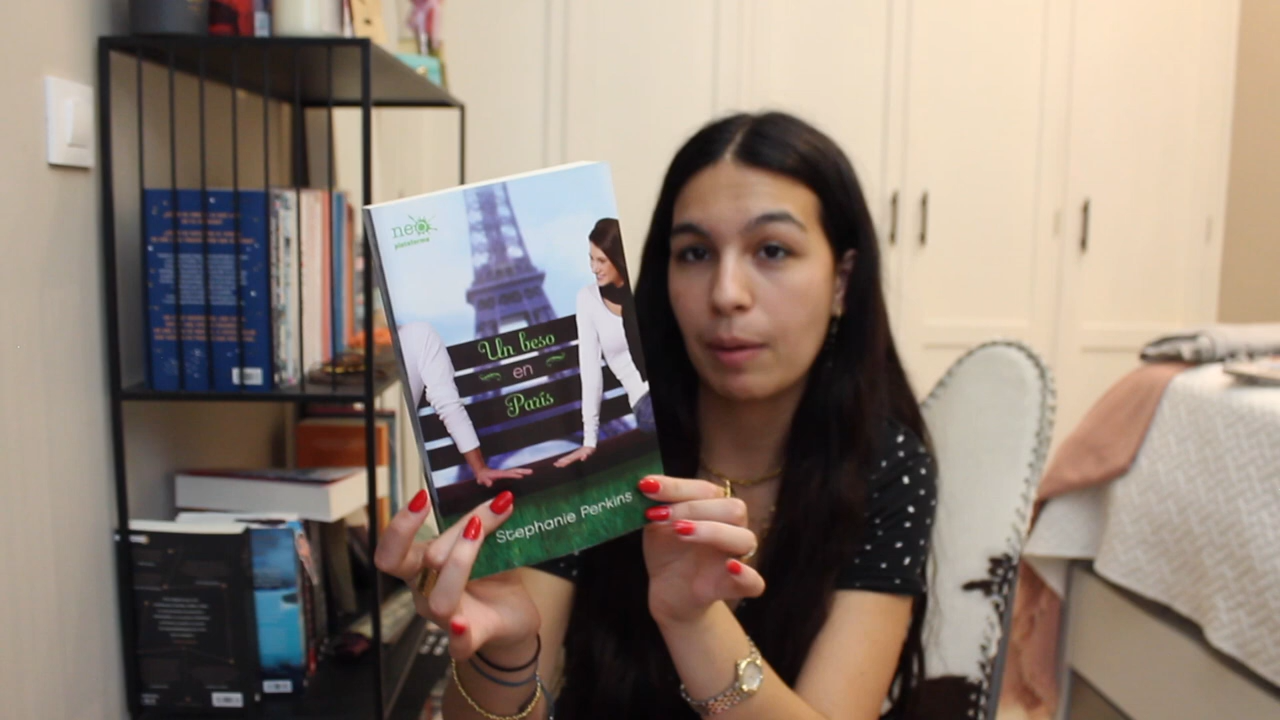 neo
plataforma
Un beso
en
París
Stephanie Perkins